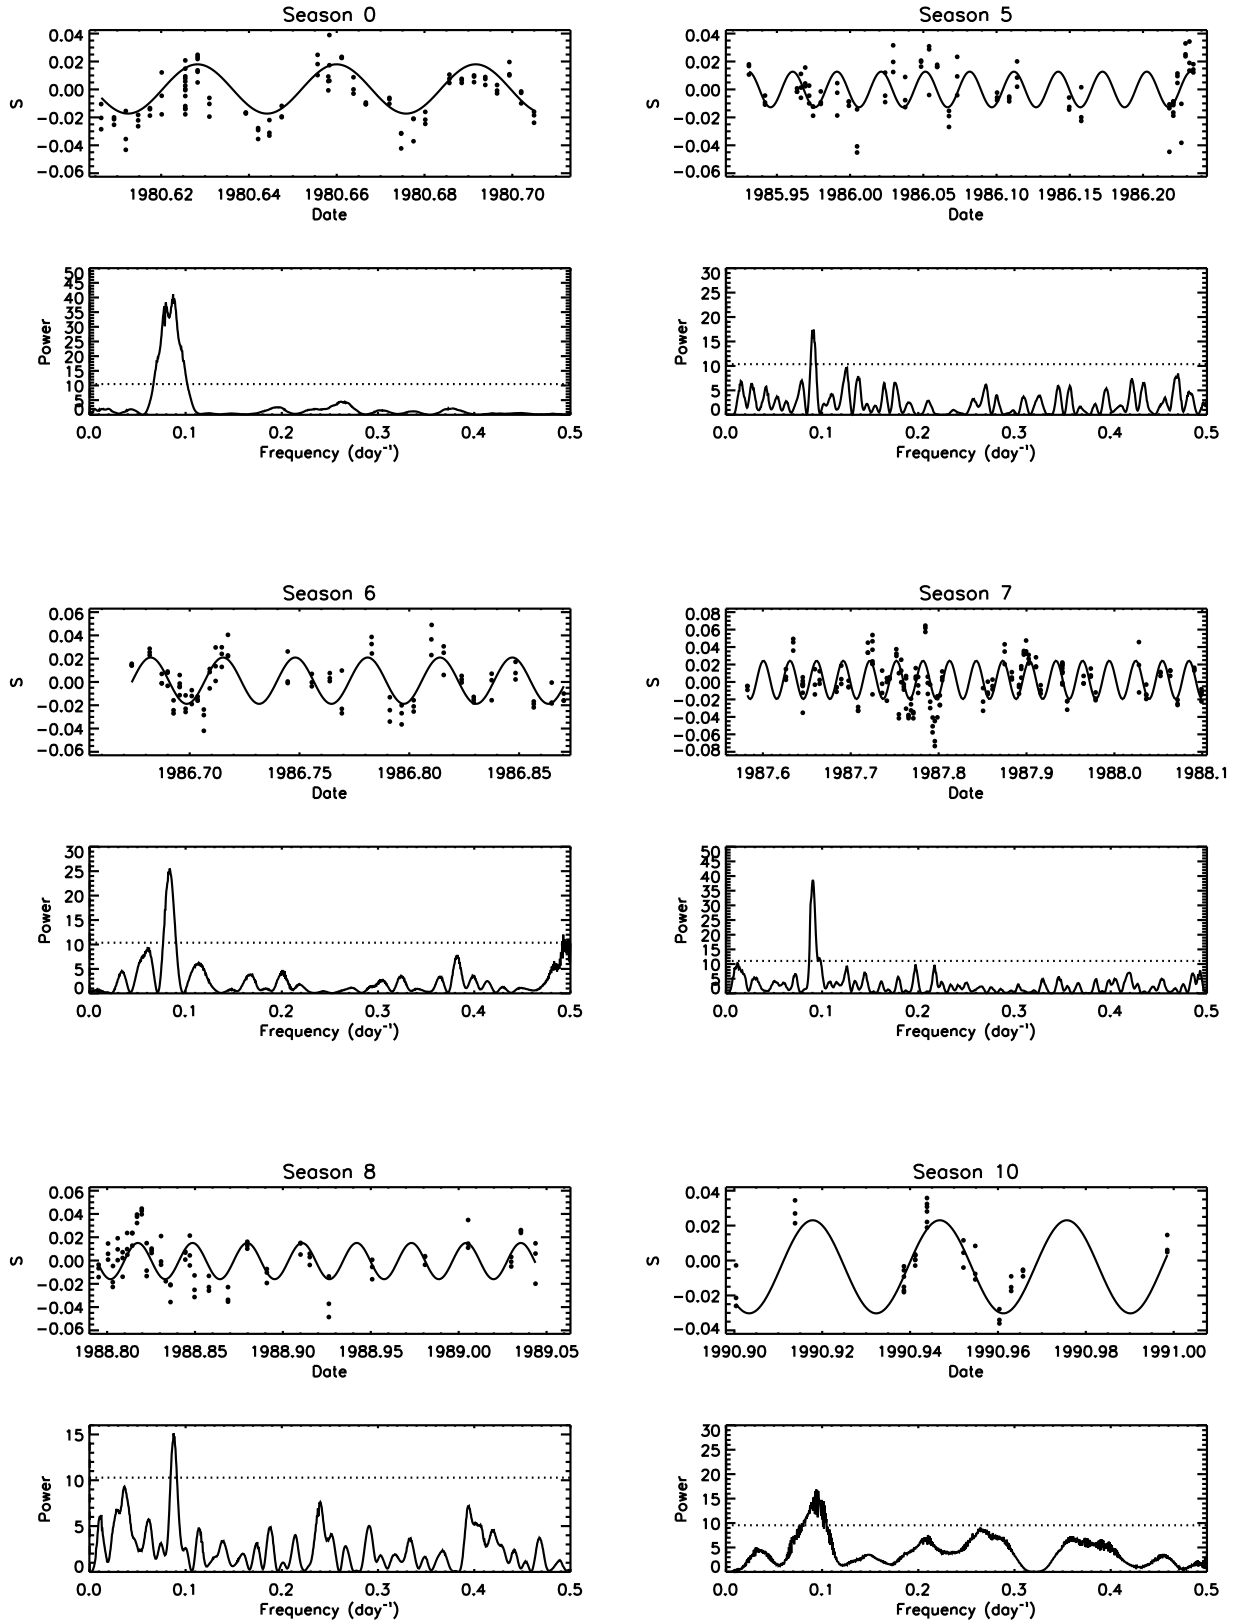 Season 0
0.04
0.02
0.00
−0.02
−0.04
−0.06
S
1980.62 1980.64 1980.66 1980.68 1980.70
Date
50
45
40
35
30
25
20
15
10
5
0
Power
0.0 0.1 0.2 0.3 0.4 0.5
Frequency (day⁻¹)
Season 5
0.04
0.02
0.00
−0.02
−0.04
−0.06
S
1985.95 1986.00 1986.05 1986.10 1986.15 1986.20
Date
30
25
20
15
10
5
0
Power
0.0 0.1 0.2 0.3 0.4 0.5
Frequency (day⁻¹)
Season 6
0.06
0.04
0.02
0.00
−0.02
−0.04
−0.06
S
1986.70 1986.75 1986.80 1986.85
Date
30
25
20
15
10
5
0
Power
0.0 0.1 0.2 0.3 0.4 0.5
Frequency (day⁻¹)
Season 7
0.08
0.06
0.04
0.02
0.00
−0.02
−0.04
−0.06
−0.08
S
1987.6 1987.7 1987.8 1987.9 1988.0 1988.1
Date
50
45
40
35
30
25
20
15
10
5
0
Power
0.0 0.1 0.2 0.3 0.4 0.5
Frequency (day⁻¹)
Season 8
0.06
0.04
0.02
0.00
−0.02
−0.04
−0.06
S
1988.80 1988.85 1988.90 1988.95 1989.00 1989.05
Date
15
10
5
0
Power
0.0 0.1 0.2 0.3 0.4 0.5
Frequency (day⁻¹)
Season 10
0.04
0.02
0.00
−0.02
−0.04
S
1990.90 1990.92 1990.94 1990.96 1990.98 1991.00
Date
30
25
20
15
10
5
0
Power
0.0 0.1 0.2 0.3 0.4 0.5
Frequency (day⁻¹)